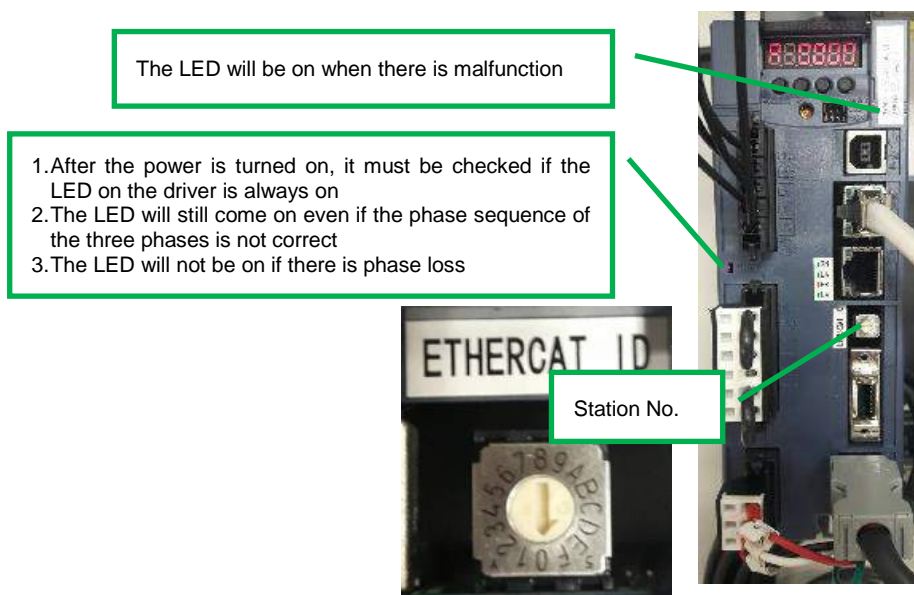 The LED will be on when there is malfunction
1.After the power is turned on, it must be checked if the
LED on the driver is always on
2.The LED will still come on even if the phase sequence of
the three phases is not correct
3.The LED will not be on if there is phase loss
ETHERCAT ID
Station No.
0123456789ABCDEF